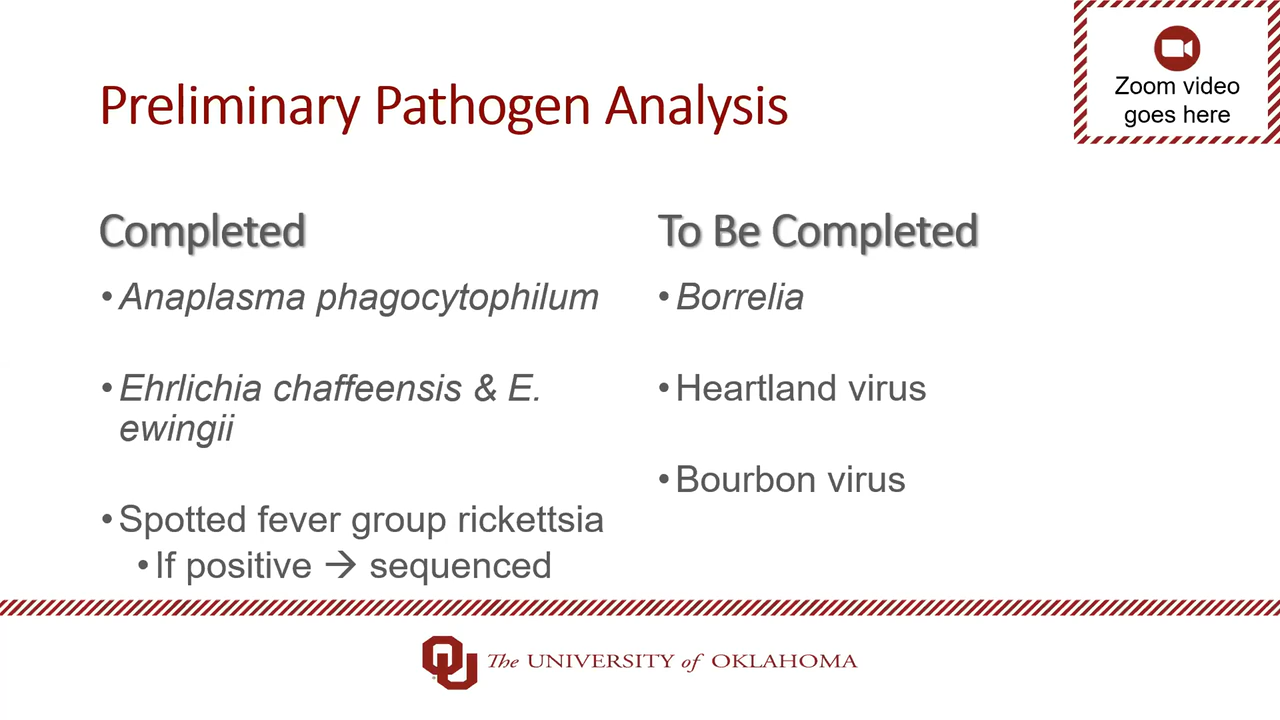 Zoom video
goes here
Preliminary Pathogen Analysis
Completed
• Anaplasma phagocytophilum
• Ehrlichia chaffeensis & E.
ewingii
• Spotted fever group rickettsia
• If positive → sequenced
To Be Completed
• Borrelia
• Heartland virus
• Bourbon virus
OU The UNIVERSITY of OKLAHOMA